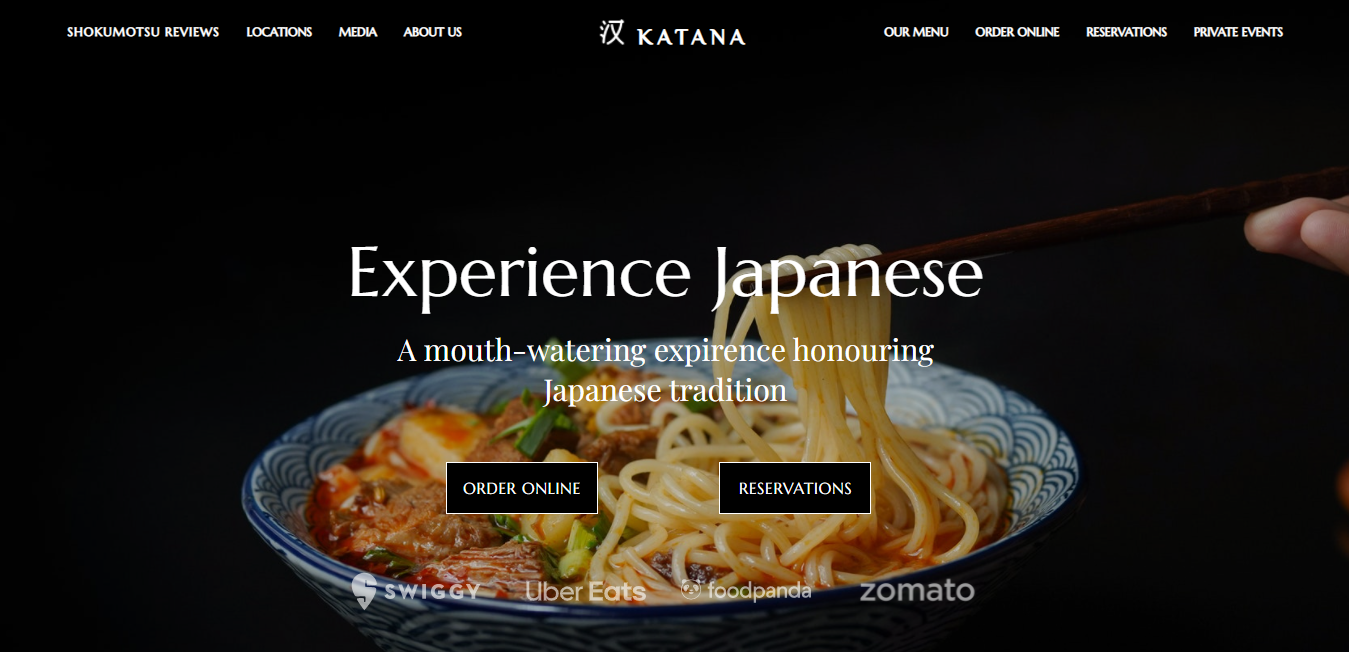 SHOKUMOTSU REVIEWS LOCATIONS MEDIA ABOUT US 汉 KATANA OUR MENU ORDER ONLINE RESERVATIONS PRIVATE EVENTS
Experience Japanese
A mouth-watering expirence honouring
Japanese tradition
ORDER ONLINE RESERVATIONS
SWIGGY Uber Eats foodpanda zomato